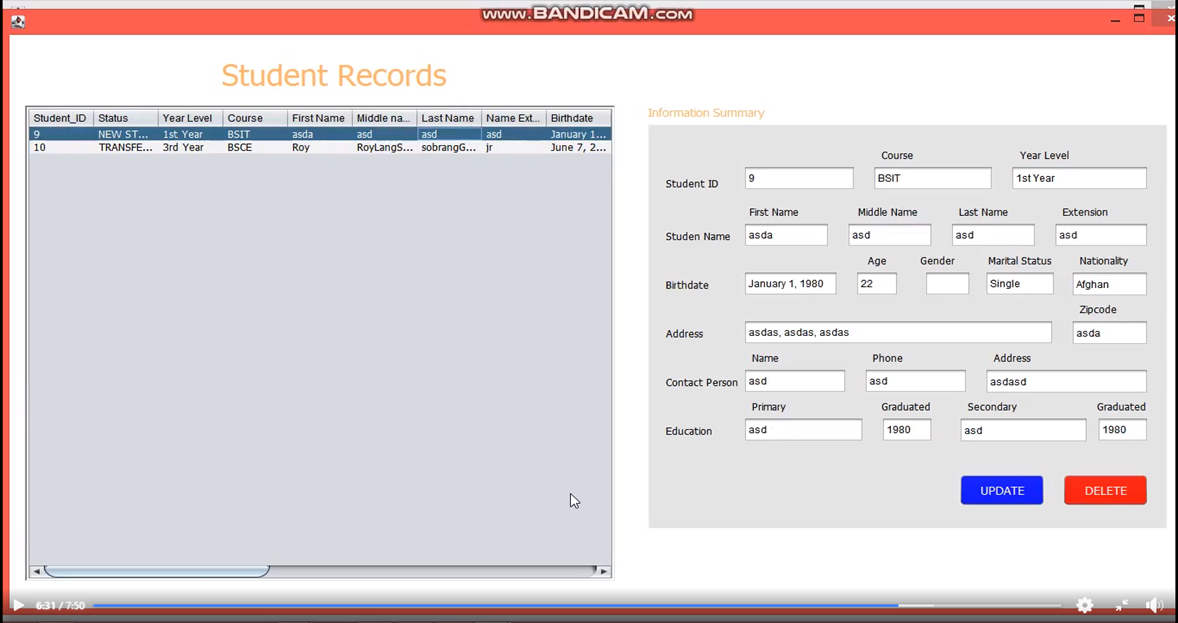 www.BANDICAM.com
Student Records
Student_ID Status Year Level Course First Name Middle na... Last Name Name Ext... Birthdate
9 NEW ST... 1st Year BSIT asda asd asd asd January 1...
10 TRANSFE... 3rd Year BSCE Roy RoyLangS... sobrangG... jr June 7, 2...
Information Summary
Course Year Level
Student ID 9 BSIT 1st Year
First Name Middle Name Last Name Extension
Studen Name asda asd asd asd
Age Gender Marital Status Nationality
Birthdate January 1, 1980 22 Single Afghan
Zipcode
Address asdas, asdas, asdas asda
Name Phone Address
Contact Person asd asd asdasd
Primary Graduated Secondary Graduated
Education asd 1980 asd 1980
UPDATE DELETE
6:31 / 7:50